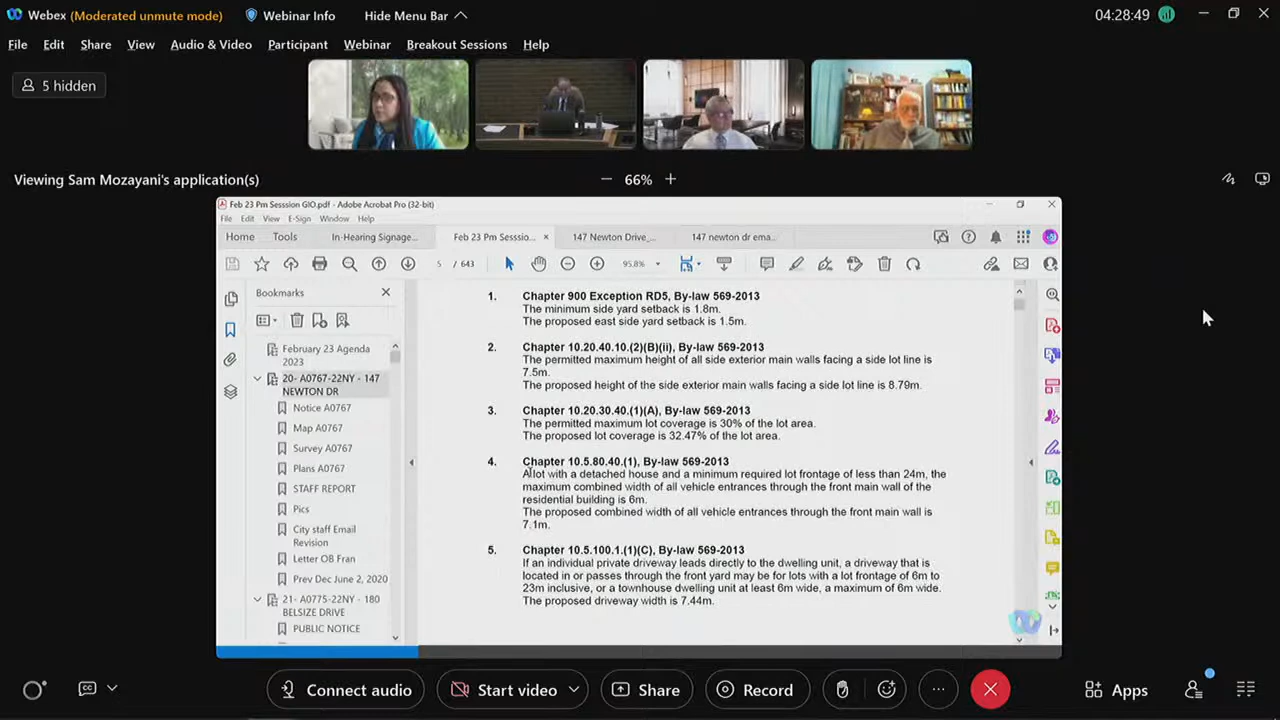 Webex (Moderated unmute mode) Webinar Info Hide Menu Bar 04:28:49
File Edit Share View Audio & Video Participant Webinar Breakout Sessions Help
5 hidden
Viewing Sam Mozayani's application(s) 66%
Feb 23 Pm Sesssion GIO.pdf - Adobe Acrobat Pro (32-bit)
File Edit View E-Sign Window Help
Home Tools In-Hearing Signage... Feb 23 Pm Sesssio... × 147 Newton Drive_... 147 newton dr ema...
5 / 643 95.8%
Bookmarks
February 23 Agenda
2023
20- A0767-22NY - 147
NEWTON DR
Notice A0767
Map A0767
Survey A0767
Plans A0767
STAFF REPORT
Pics
City staff Email
Revision
Letter OB Fran
Prev Dec June 2, 2020
21- A0775-22NY - 180
BELSIZE DRIVE
PUBLIC NOTICE
1. Chapter 900 Exception RD5, By-law 569-2013
The minimum side yard setback is 1.8m.
The proposed east side yard setback is 1.5m.
2. Chapter 10.20.40.10.(2)(B)(ii), By-law 569-2013
The permitted maximum height of all side exterior main walls facing a side lot line is
7.5m.
The proposed height of the side exterior main walls facing a side lot line is 8.79m.
3. Chapter 10.20.30.40.(1)(A), By-law 569-2013
The permitted maximum lot coverage is 30% of the lot area.
The proposed lot coverage is 32.47% of the lot area.
4. Chapter 10.5.80.40.(1), By-law 569-2013
A lot with a detached house and a minimum required lot frontage of less than 24m, the
maximum combined width of all vehicle entrances through the front main wall of the
residential building is 6m.
The proposed combined width of all vehicle entrances through the front main wall is
7.1m.
5. Chapter 10.5.100.1.(1)(C), By-law 569-2013
If an individual private driveway leads directly to the dwelling unit, a driveway that is
located in or passes through the front yard may be for lots with a lot frontage of 6m to
23m inclusive, or a townhouse dwelling unit at least 6m wide, a maximum of 6m wide.
The proposed driveway width is 7.44m.
Connect audio Start video Share Record Apps